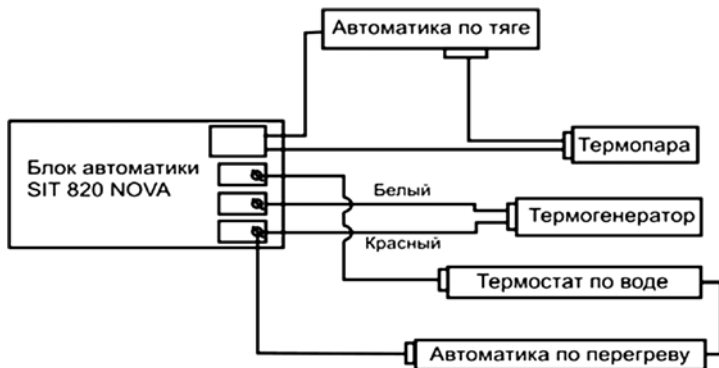 Автоматика по тяге
Блок автоматики
SIT 820 NOVA
Термопара
Белый
Термогенератор
Красный
Термостат по воде
Автоматика по перегреву